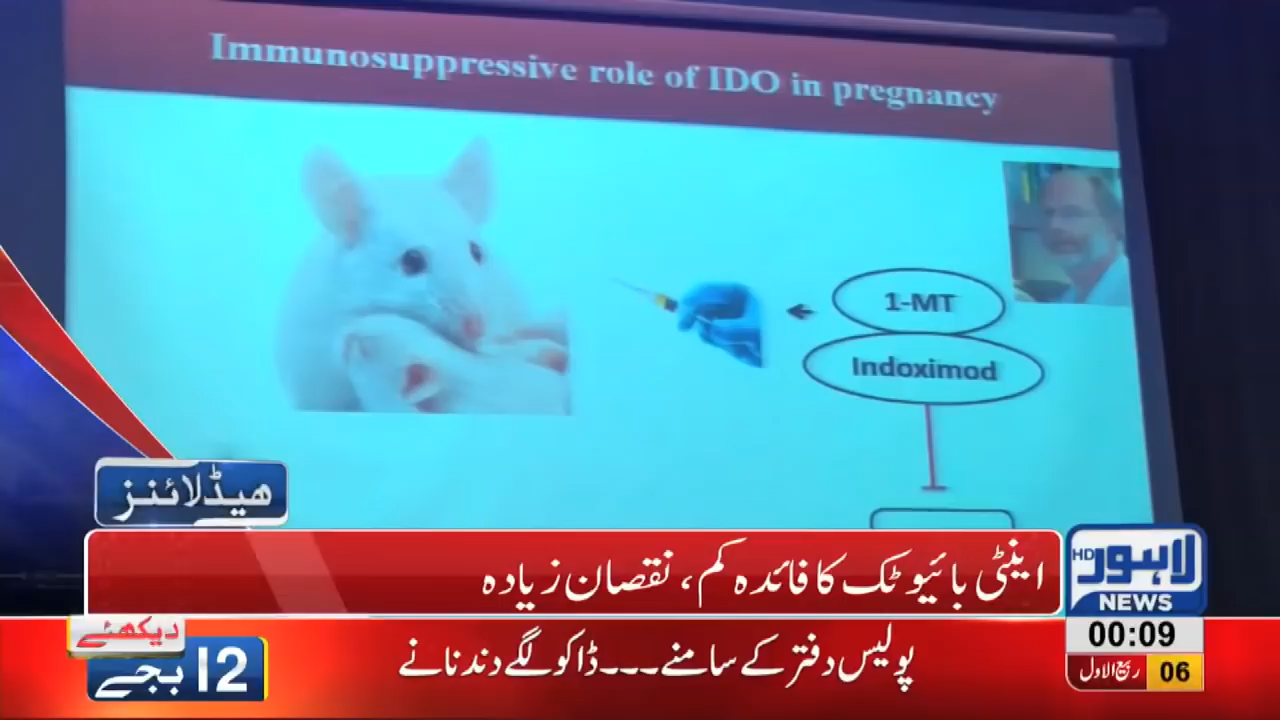 Immunosuppressive role of IDO in pregnancy
1-MT
Indoximod
ھیڈلائنز
اینٹی بائیوٹک کا فائدہ کم، نقصان زیادہ
لاہور HD
NEWS
00:09
دیکھئے
12 بجے
پولیس دفتر کے سامنے۔۔۔ڈاکو لگے دندنانے
06 ربیع الاول